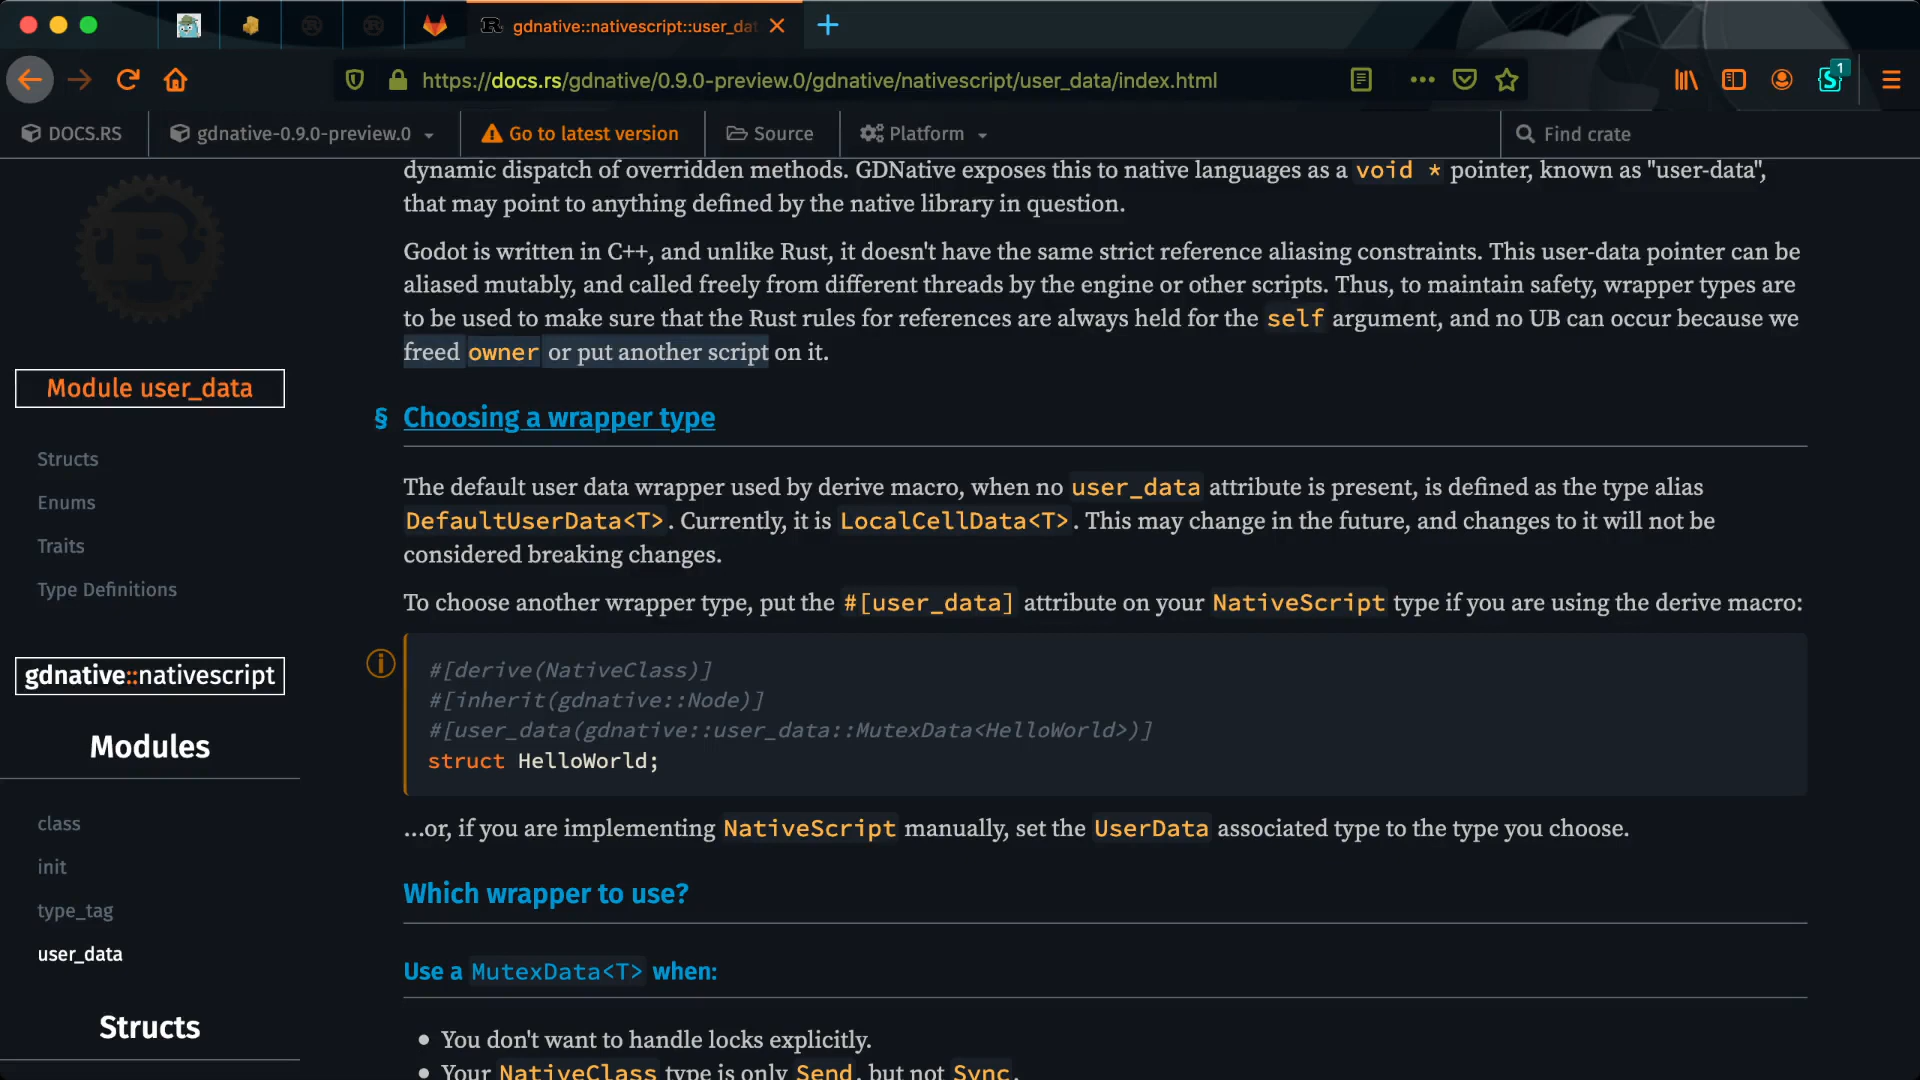 gdnative::nativescript::user_dat
https://docs.rs/gdnative/0.9.0-preview.0/gdnative/nativescript/user_data/index.html
1
DOCS.RS
gdnative-0.9.0-preview.0
Go to latest version
Source
Platform
Find crate
dynamic dispatch of overridden methods. GDNative exposes this to native languages as a void * pointer, known as "user-data",
that may point to anything defined by the native library in question.
Godot is written in C++, and unlike Rust, it doesn't have the same strict reference aliasing constraints. This user-data pointer can be
aliased mutably, and called freely from different threads by the engine or other scripts. Thus, to maintain safety, wrapper types are
to be used to make sure that the Rust rules for references are always held for the self argument, and no UB can occur because we
freed owner or put another script on it.
Module user_data
Structs
Enums
Traits
Type Definitions
gdnative::nativescript
Modules
class
init
type_tag
user_data
Structs
§ Choosing a wrapper type
The default user data wrapper used by derive macro, when no user_data attribute is present, is defined as the type alias
DefaultUserData<T>. Currently, it is LocalCellData<T>. This may change in the future, and changes to it will not be
considered breaking changes.
To choose another wrapper type, put the #[user_data] attribute on your NativeScript type if you are using the derive macro:
#[derive(NativeClass)]
#[inherit(gdnative::Node)]
#[user_data(gdnative::user_data::MutexData<HelloWorld>)]
struct HelloWorld;
…or, if you are implementing NativeScript manually, set the UserData associated type to the type you choose.
Which wrapper to use?
Use a MutexData<T> when:
• You don't want to handle locks explicitly.
• Your NativeClass type is only Send, but not Sync.